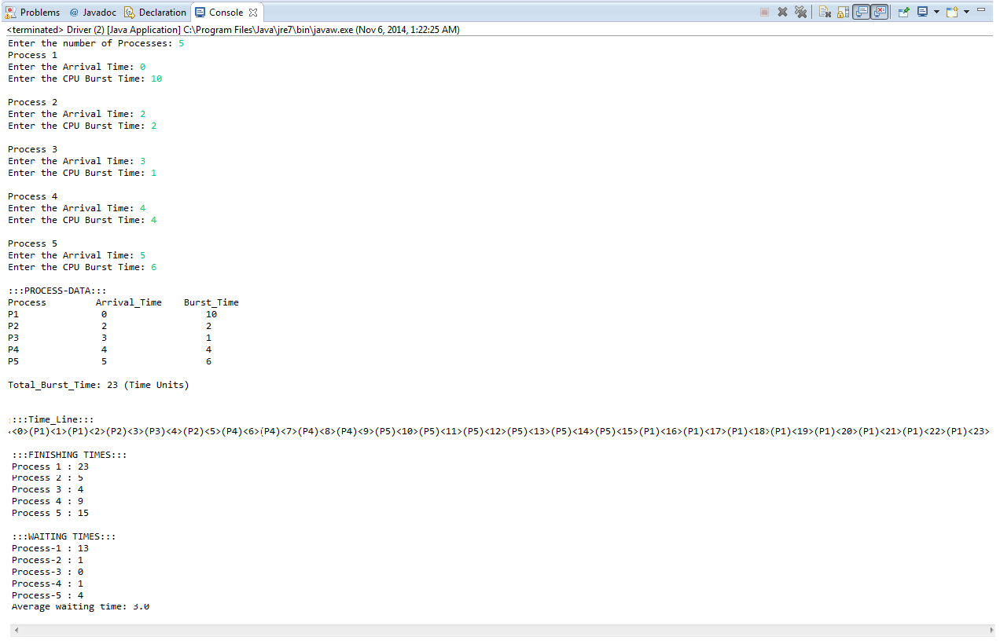 Problems @ Javadoc Declaration Console
<terminated> Driver (2) [Java Application] C:\Program Files\Java\jre7\bin\javaw.exe (Nov 6, 2014, 1:22:25 AM)
Enter the number of Processes: 5
Process 1
Enter the Arrival Time: 0
Enter the CPU Burst Time: 10
Process 2
Enter the Arrival Time: 2
Enter the CPU Burst Time: 2
Process 3
Enter the Arrival Time: 3
Enter the CPU Burst Time: 1
Process 4
Enter the Arrival Time: 4
Enter the CPU Burst Time: 4
Process 5
Enter the Arrival Time: 5
Enter the CPU Burst Time: 6
:::PROCESS-DATA:::
Process Arrival_Time Burst_Time
P1 0 10
P2 2 2
P3 3 1
P4 4 4
P5 5 6
Total_Burst_Time: 23 (Time Units)
:::Time_Line:::
<0>(P1)<1>(P1)<2>(P2)<3>(P3)<4>(P2)<5>(P4)<6>(P4)<7>(P4)<8>(P4)<9>(P5)<10>(P5)<11>(P5)<12>(P5)<13>(P5)<14>(P5)<15>(P1)<16>(P1)<17>(P1)<18>(P1)<19>(P1)<20>(P1)<21>(P1)<22>(P1)<23>
:::FINISHING TIMES:::
Process 1 : 23
Process 2 : 5
Process 3 : 4
Process 4 : 9
Process 5 : 15
:::WAITING TIMES:::
Process-1 : 13
Process-2 : 1
Process-3 : 0
Process-4 : 1
Process-5 : 4
Average waiting time: 3.0